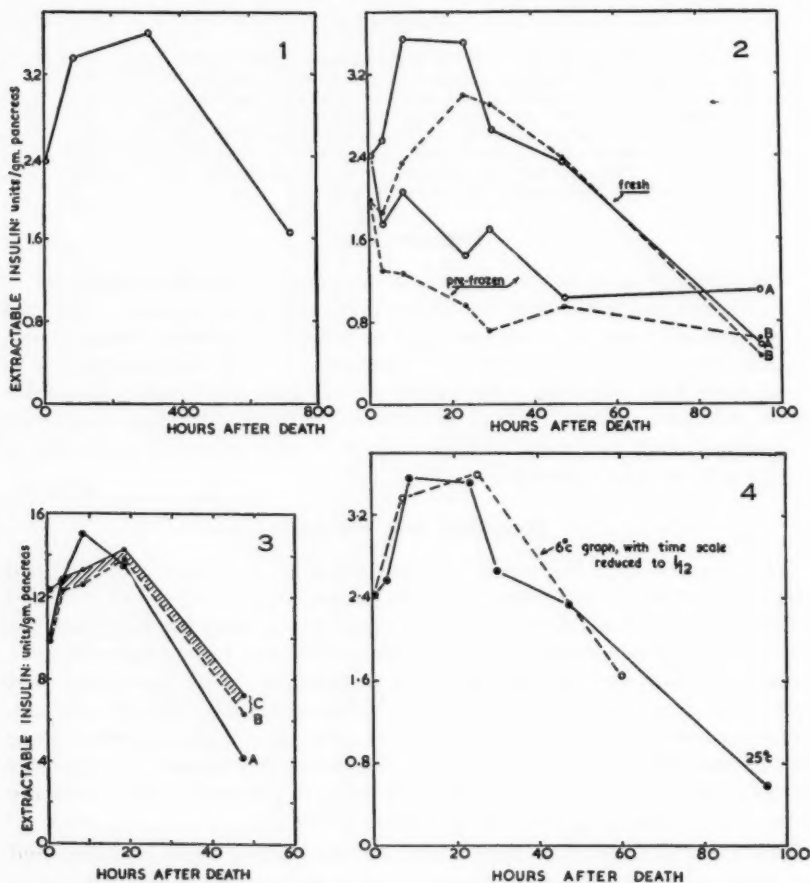 EXTRACTABLE INSULIN: units/gm. pancreas
3.2
2.4
1.6
0.8
0
1
0 400 800
HOURS AFTER DEATH
3.2
2.4
1.6
0.8
0
2
fresh
pre-frozen
A
B
A
B
0 20 40 60 80 100
HOURS AFTER DEATH
EXTRACTABLE INSULIN: units/gm. pancreas
16
12
8
4
0
3
C
B
A
0 20 40 60
HOURS AFTER DEATH
3.2
2.4
1.6
0.8
0
4
6°c graph, with time scale
reduced to 1/12
25°c
0 20 40 60 80 100
HOURS AFTER DEATH